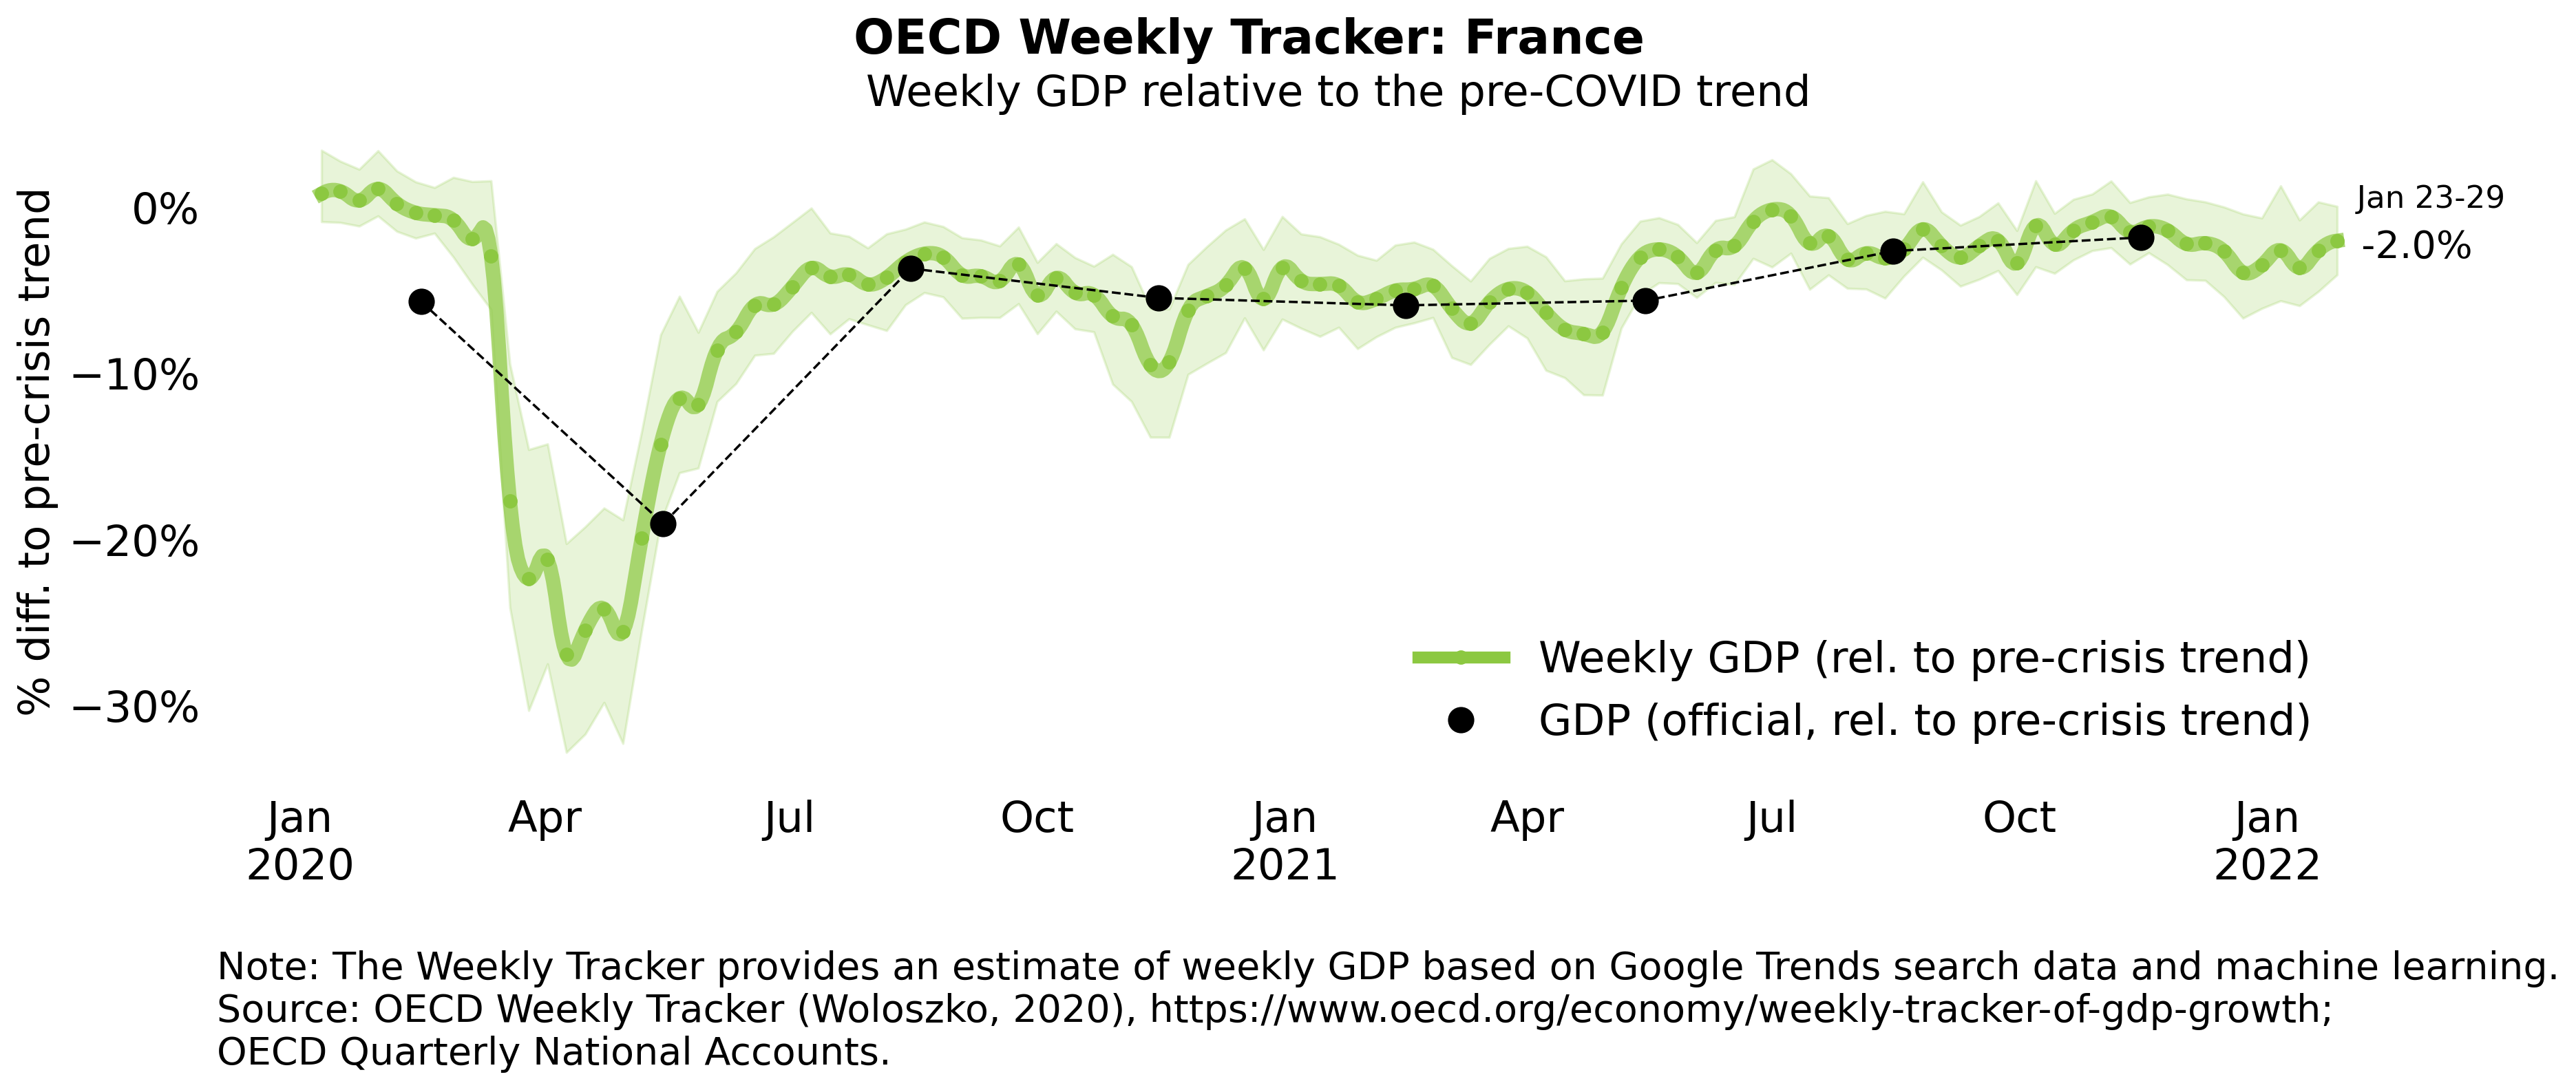 OECD Weekly Tracker: France
Weekly GDP relative to the pre-COVID trend
% diff. to pre-crisis trend
0%
−10%
−20%
−30%
Jan 23-29
-2.0%
Weekly GDP (rel. to pre-crisis trend)
GDP (official, rel. to pre-crisis trend)
Jan Apr Jul Oct Jan Apr Jul Oct Jan
2020 2021 2022
Note: The Weekly Tracker provides an estimate of weekly GDP based on Google Trends search data and machine learning.
Source: OECD Weekly Tracker (Woloszko, 2020), https://www.oecd.org/economy/weekly-tracker-of-gdp-growth;
OECD Quarterly National Accounts.